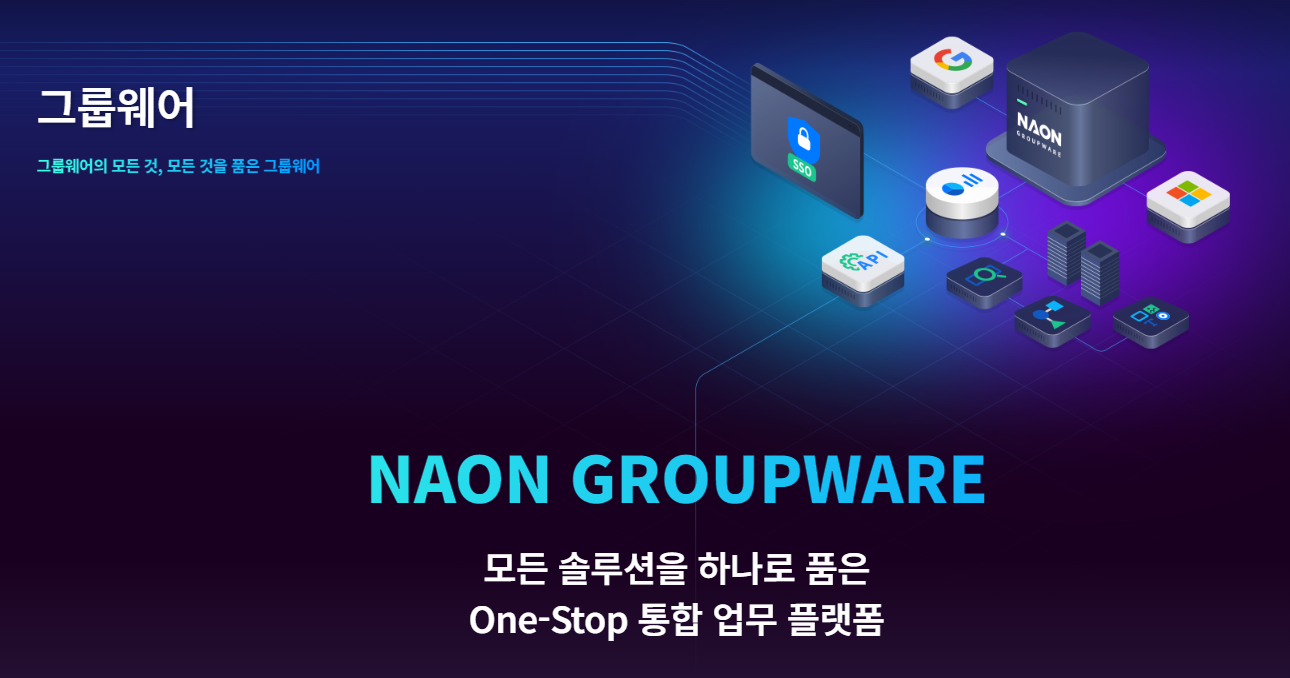 그룹웨어
그룹웨어의 모든 것, 모든 것을 품은 그룹웨어
SSO
NAON
GROUPWARE
API
NAON GROUPWARE
모든 솔루션을 하나로 품은
One-Stop 통합 업무 플랫폼